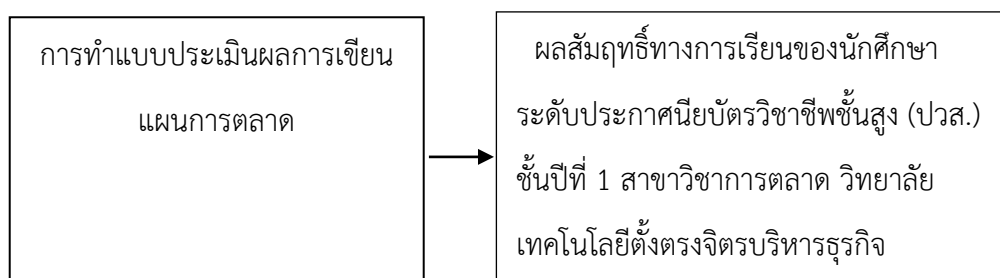 การทำแบบประเมินผลการเขียน
แผนการตลาด
ผลสัมฤทธิ์ทางการเรียนของนักศึกษา
ระดับประกาศนียบัตรวิชาชีพชั้นสูง (ปวส.)
ชั้นปีที่ 1 สาขาวิชาการตลาด วิทยาลัย
เทคโนโลยีตั้งตรงจิตรบริหารธุรกิจ